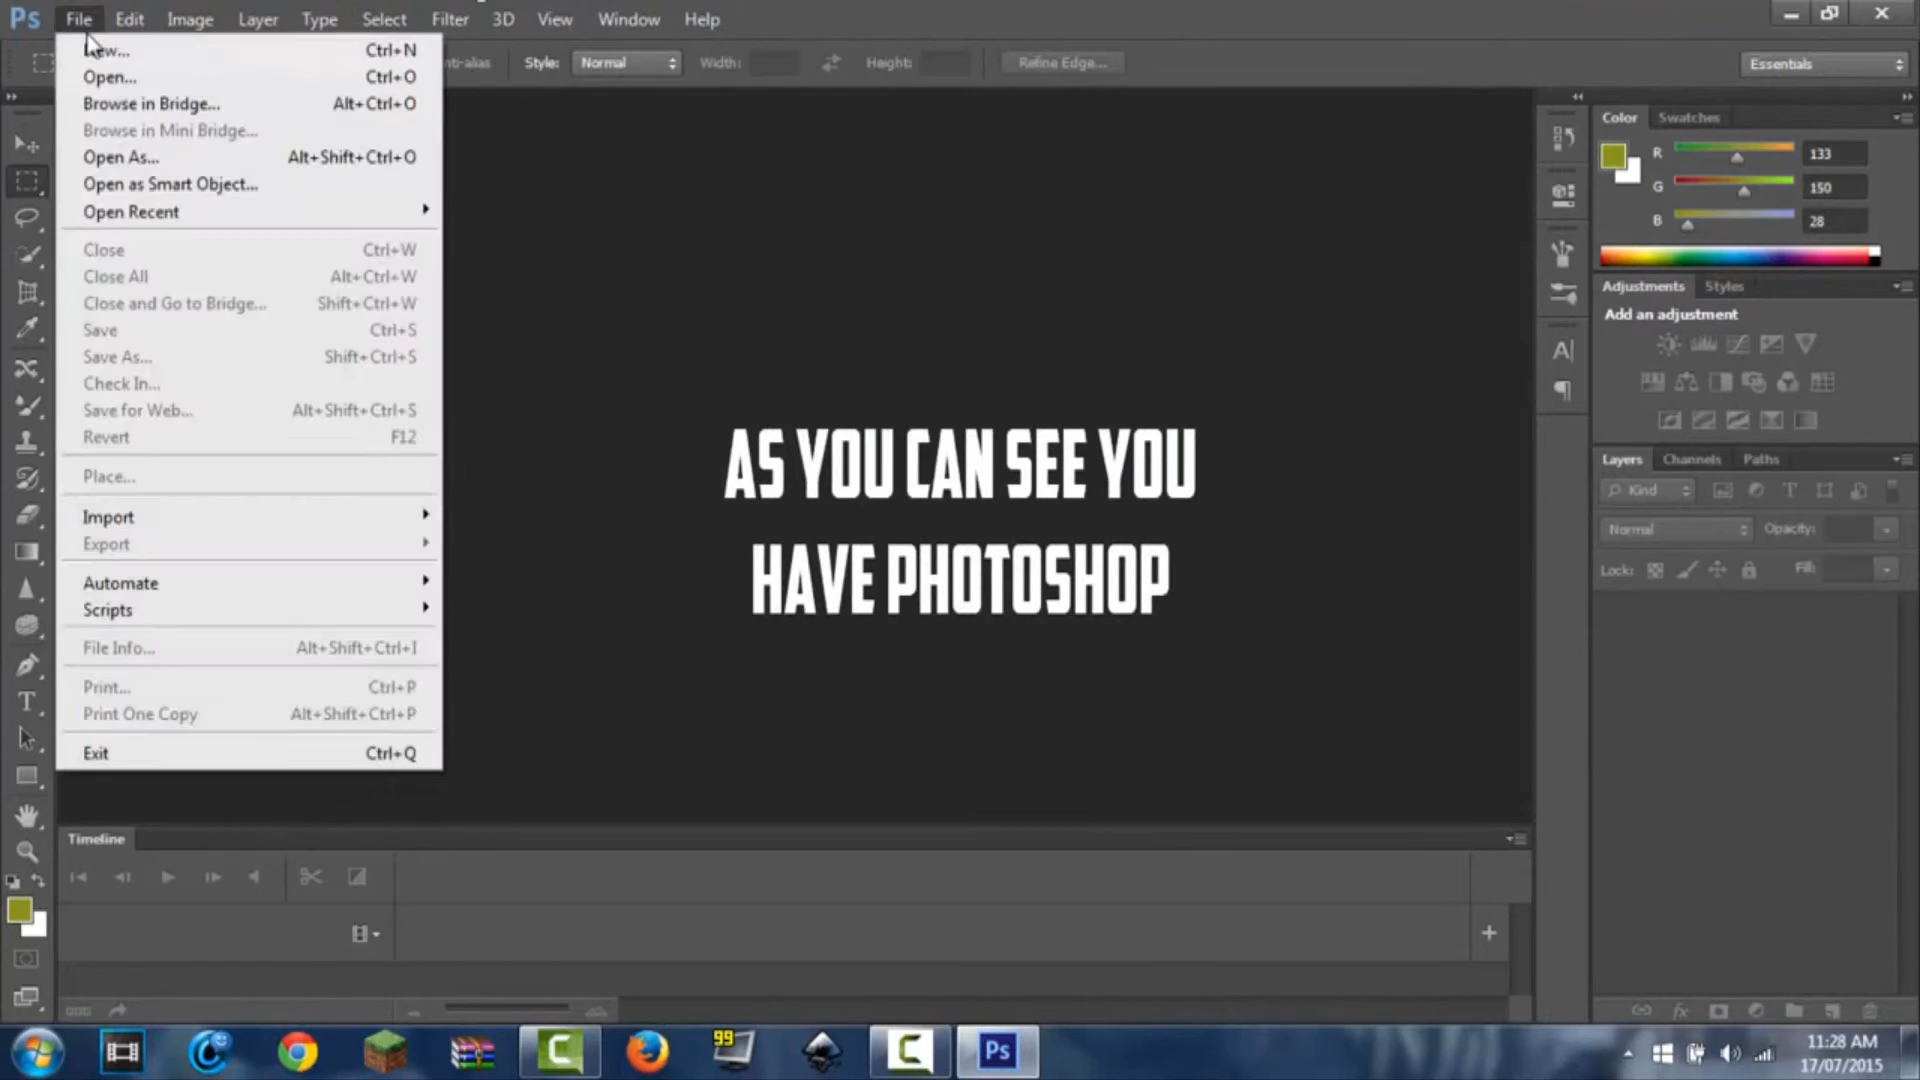 Ps File Edit Image Layer Type Select Filter 3D View Window Help
nti-alias Style: Normal Width: Height: Refine Edge... Essentials
New... Ctrl+N
Open... Ctrl+O
Browse in Bridge... Alt+Ctrl+O
Browse in Mini Bridge...
Open As... Alt+Shift+Ctrl+O
Open as Smart Object...
Open Recent
Close Ctrl+W
Close All Alt+Ctrl+W
Close and Go to Bridge... Shift+Ctrl+W
Save Ctrl+S
Save As... Shift+Ctrl+S
Check In...
Save for Web... Alt+Shift+Ctrl+S
Revert F12
Place...
Import
Export
Automate
Scripts
File Info... Alt+Shift+Ctrl+I
Print... Ctrl+P
Print One Copy Alt+Shift+Ctrl+P
Exit Ctrl+Q
AS YOU CAN SEE YOU
HAVE PHOTOSHOP
Color Swatches
R 133
G 150
B 28
Adjustments Styles
Add an adjustment
Layers Channels Paths
Kind
Normal Opacity:
Lock: Fill:
Timeline
99
Ps
11:28 AM
17/07/2015